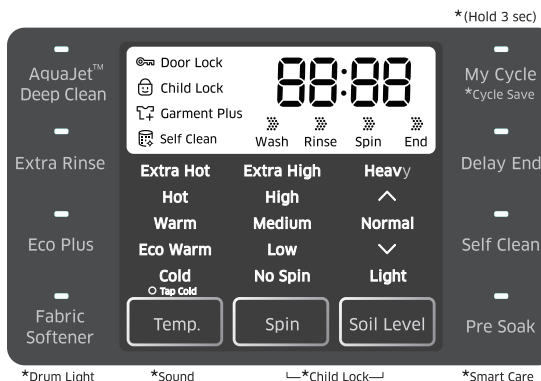 *(Hold 3 sec)
AquaJet™
Deep Clean
Door Lock
Child Lock
Garment Plus
Self Clean
88:88
Wash Rinse Spin End
My Cycle
*Cycle Save
Extra Rinse
Extra Hot Extra High Heavy
Delay End
Hot High
Warm Medium Normal
Eco Plus
Eco Warm Low
Self Clean
Cold No Spin Light
Tap Cold
Fabric
Softener
Temp. Spin Soil Level
Pre Soak
*Drum Light *Sound *Child Lock *Smart Care